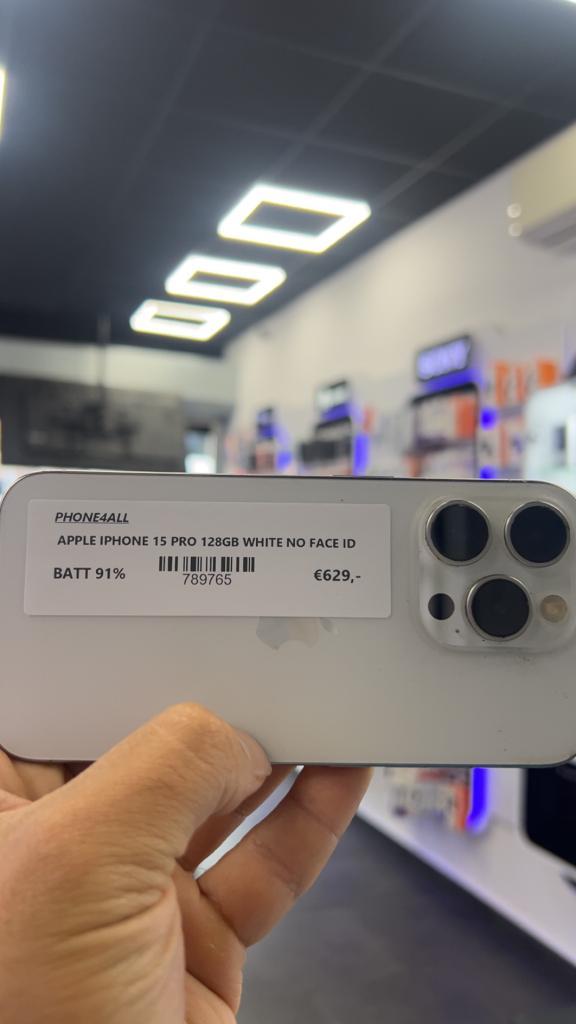 PHONE4ALL
APPLE IPHONE 15 PRO 128GB WHITE NO FACE ID
BATT 91%
789765
€629,-